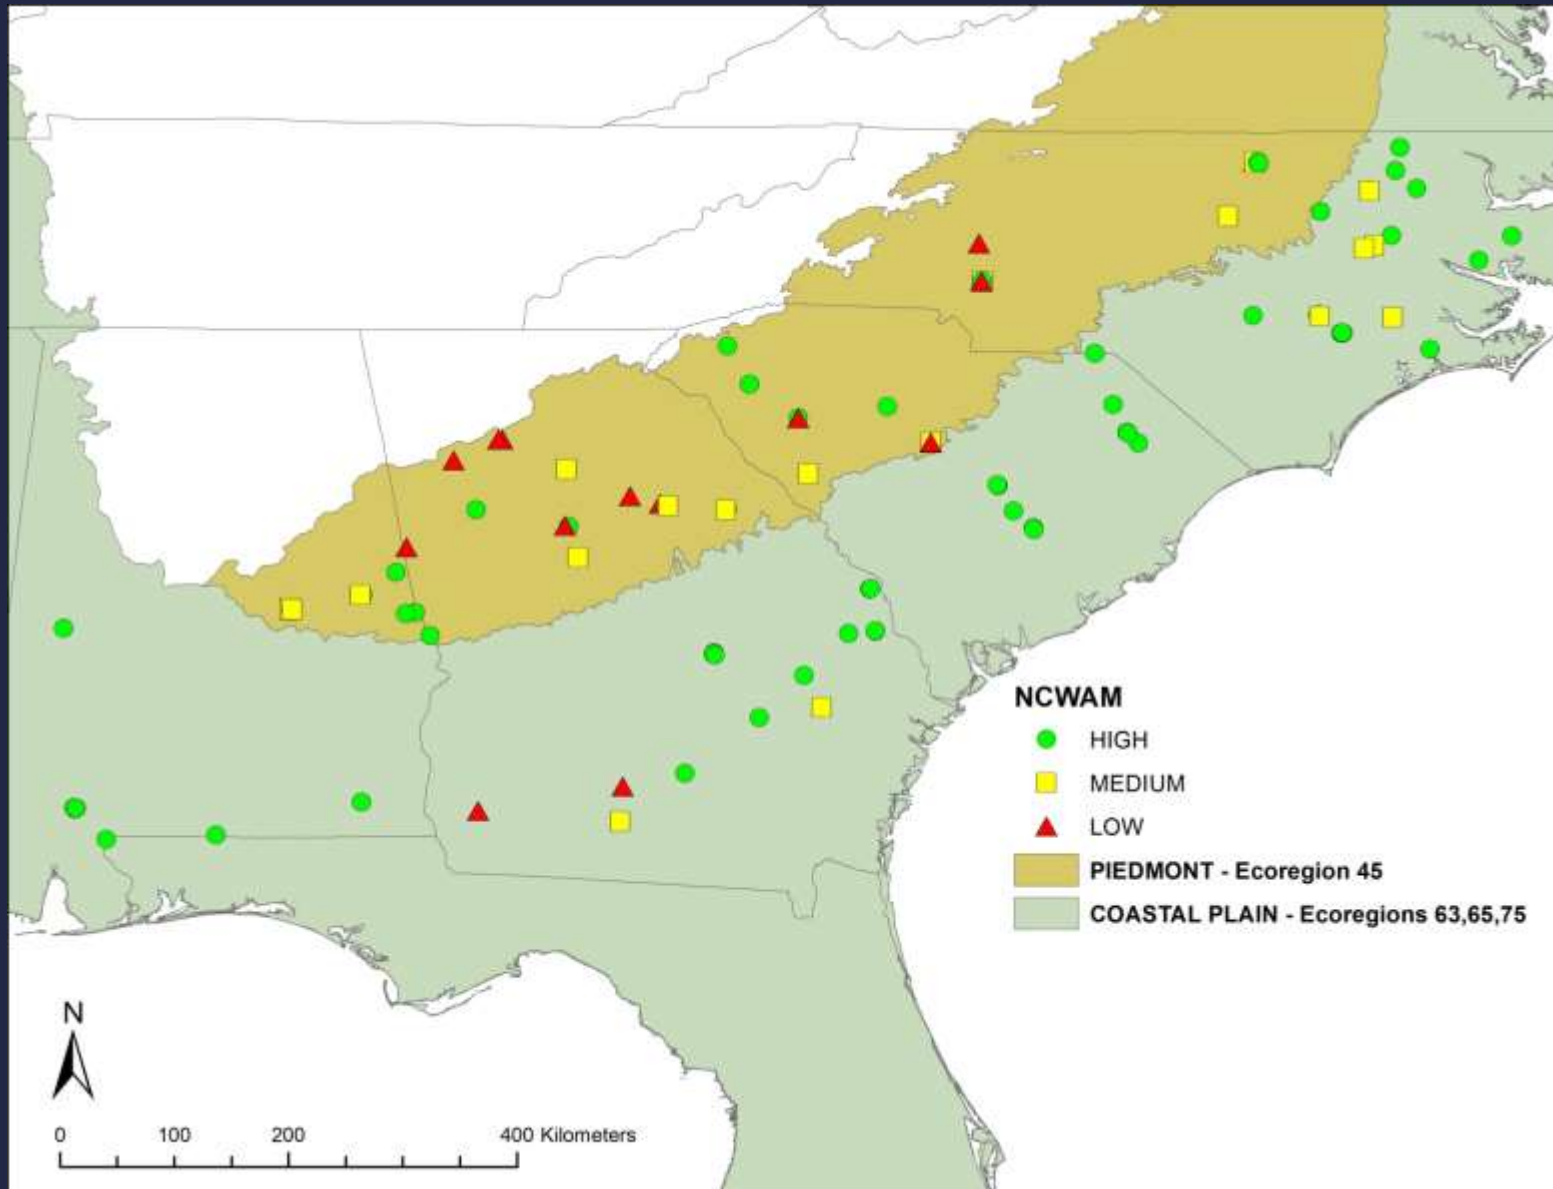 NCWAM
HIGH
MEDIUM
LOW
PIEDMONT - Ecoregion 45
COASTAL PLAIN - Ecoregions 63,65,75
N
0 100 200 400 Kilometers